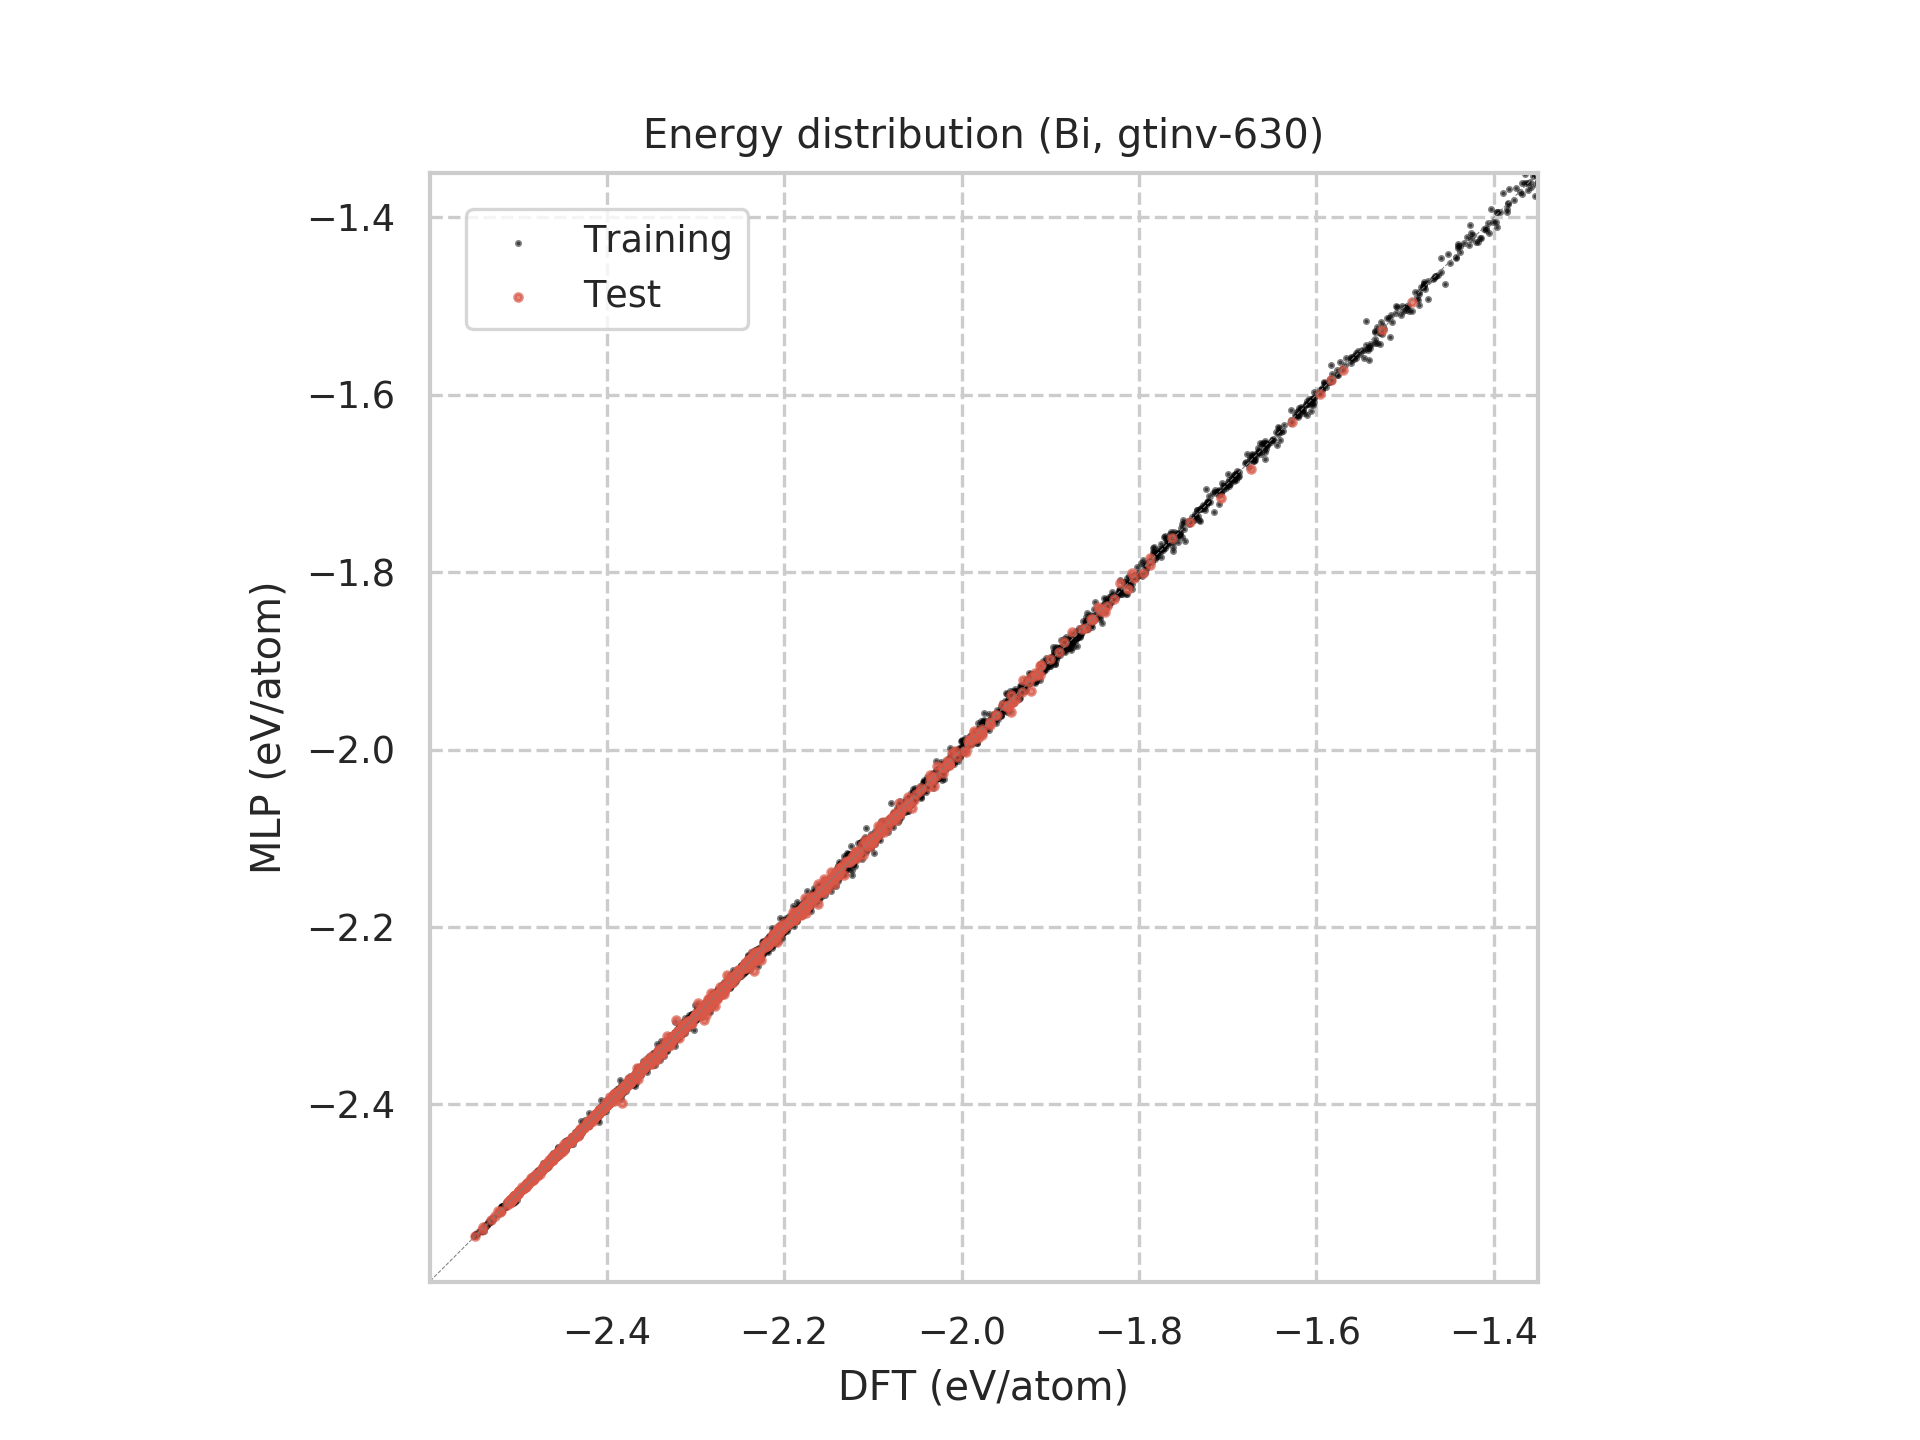 Energy distribution (Bi, gtinv-630)
Training
Test
−1.4
−1.6
−1.8
−2.0
−2.2
−2.4
MLP (eV/atom)
−2.4 −2.2 −2.0 −1.8 −1.6 −1.4
DFT (eV/atom)